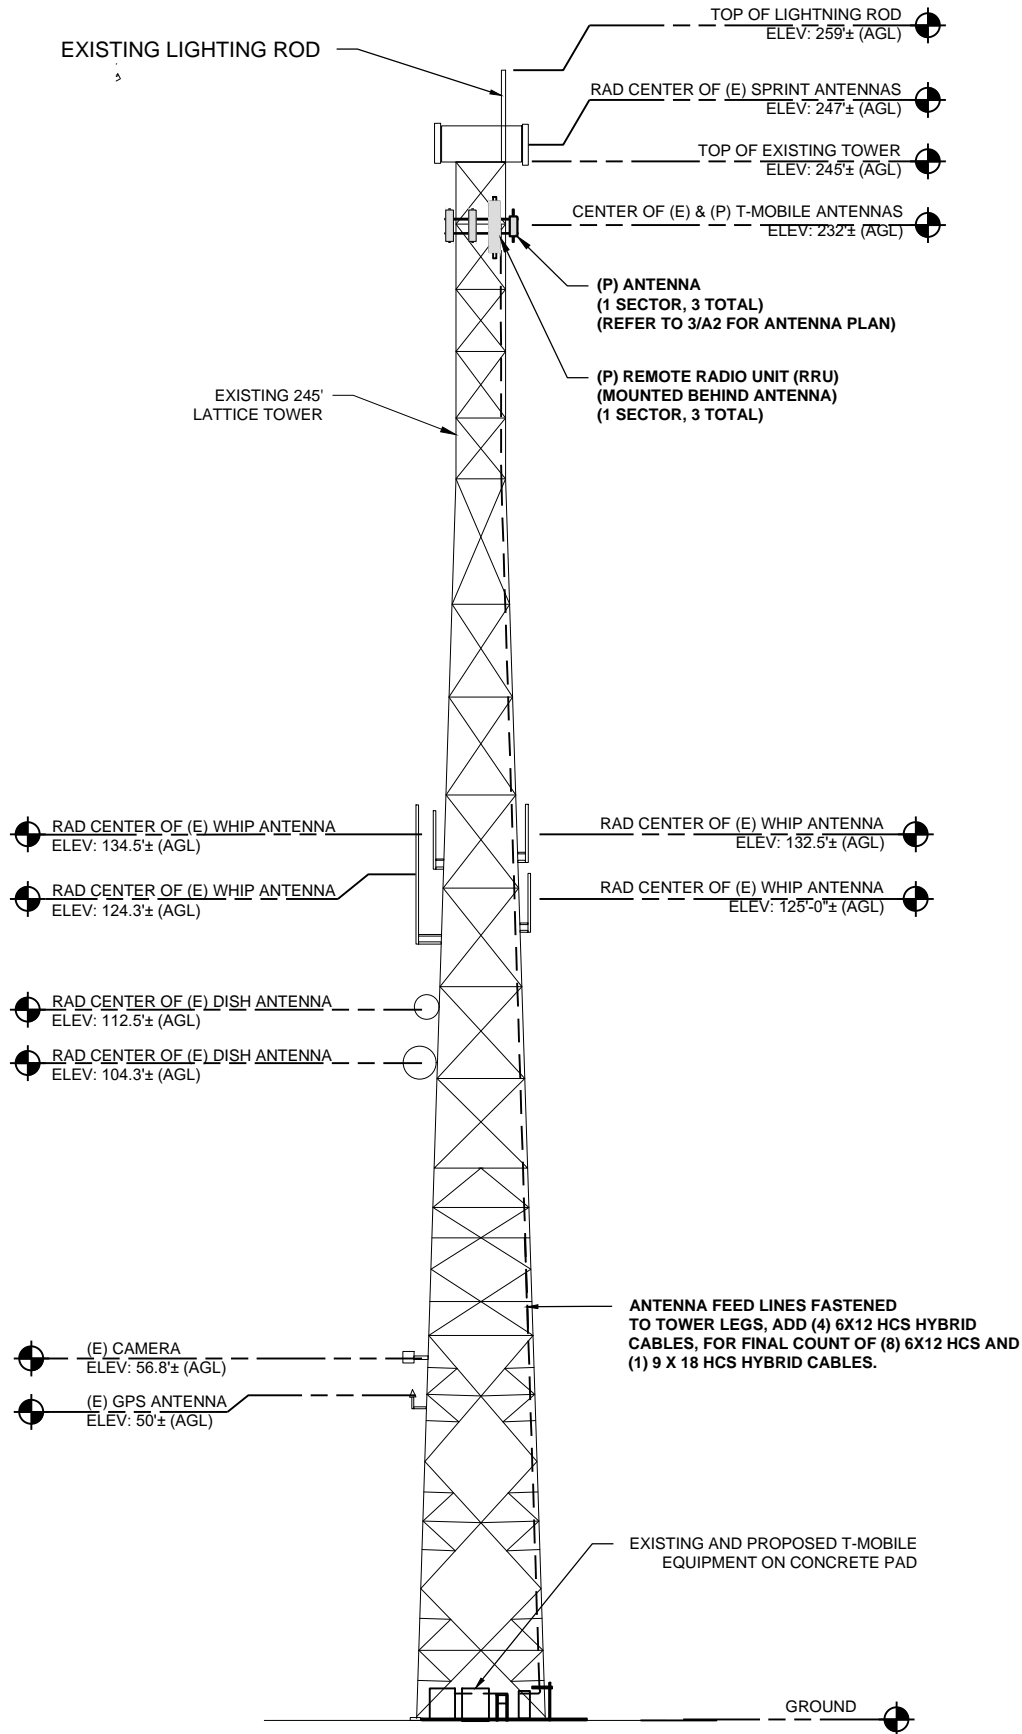 TOP OF LIGHTNING ROD
ELEV: 259'± (AGL)
EXISTING LIGHTING ROD
RAD CENTER OF (E) SPRINT ANTENNAS
ELEV: 247'± (AGL)
TOP OF EXISTING TOWER
ELEV: 245'± (AGL)
CENTER OF (E) & (P) T-MOBILE ANTENNAS
ELEV: 232'± (AGL)
(P) ANTENNA
(1 SECTOR, 3 TOTAL)
(REFER TO 3/A2 FOR ANTENNA PLAN)
(P) REMOTE RADIO UNIT (RRU)
(MOUNTED BEHIND ANTENNA)
(1 SECTOR, 3 TOTAL)
EXISTING 245'
LATTICE TOWER
RAD CENTER OF (E) WHIP ANTENNA
ELEV: 134.5'± (AGL)
RAD CENTER OF (E) WHIP ANTENNA
ELEV: 132.5'± (AGL)
RAD CENTER OF (E) WHIP ANTENNA
ELEV: 124.3'± (AGL)
RAD CENTER OF (E) WHIP ANTENNA
ELEV: 125'-0"± (AGL)
RAD CENTER OF (E) DISH ANTENNA
ELEV: 112.5'± (AGL)
RAD CENTER OF (E) DISH ANTENNA
ELEV: 104.3'± (AGL)
ANTENNA FEED LINES FASTENED
TO TOWER LEGS, ADD (4) 6X12 HCS HYBRID
CABLES, FOR FINAL COUNT OF (8) 6X12 HCS AND
(1) 9 X 18 HCS HYBRID CABLES.
(E) CAMERA
ELEV: 56.8'± (AGL)
(E) GPS ANTENNA
ELEV: 50'± (AGL)
EXISTING AND PROPOSED T-MOBILE
EQUIPMENT ON CONCRETE PAD
GROUND